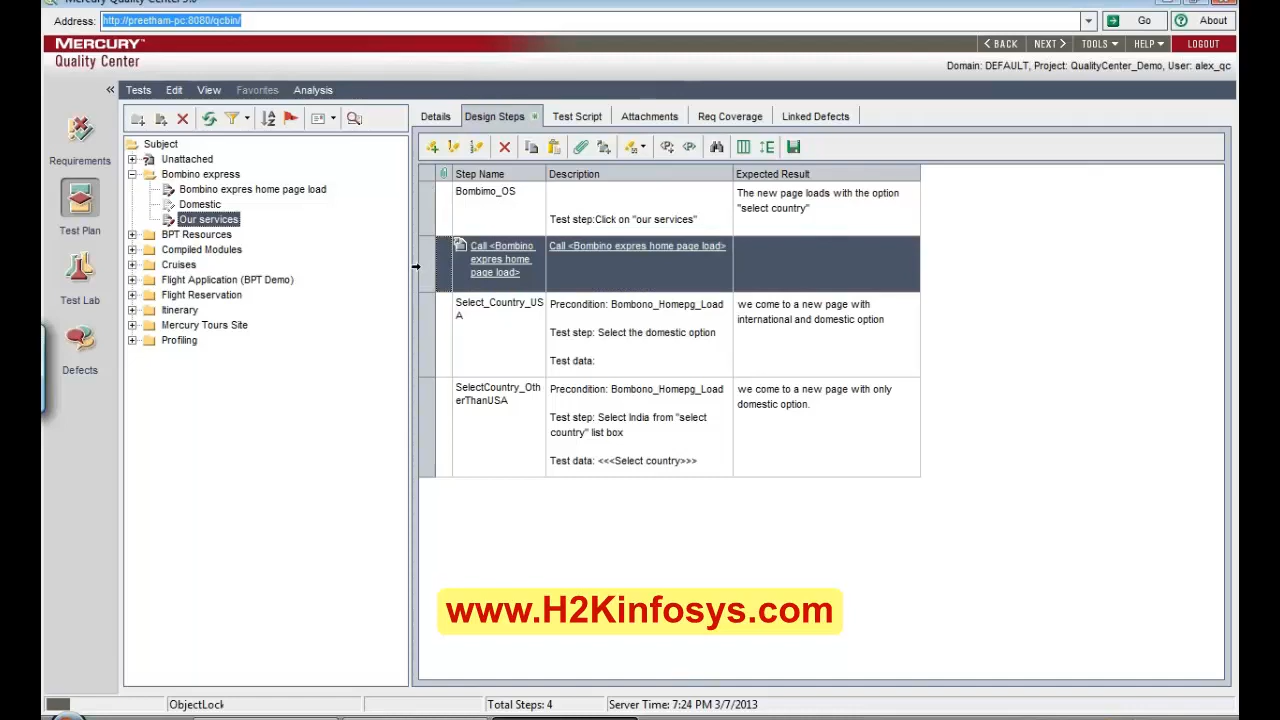 Mercury Quality Center 9.0
Address: http://preetham-pc:8080/qcbin/ Go About
MERCURY™ BACK NEXT TOOLS HELP LOGOUT
Quality Center
Domain: DEFAULT, Project: QualityCenter_Demo, User: alex_qc
Tests Edit View Favorites Analysis
Requirements
Test Plan
Test Lab
Defects
Subject
Unattached
Bombino express
Bombino expres home page load
Domestic
Our services
BPT Resources
Compiled Modules
Cruises
Flight Application (BPT Demo)
Flight Reservation
Itinerary
Mercury Tours Site
Profiling
Details Design Steps Test Script Attachments Req Coverage Linked Defects
Step Name Description Expected Result
Bombimo_OS
Test step:Click on "our services"
The new page loads with the option
"select country"
Call <Bombino
expres home
page load>
Call <Bombino expres home page load>
Select_Country_US
A
Precondition: Bombono_Homepg_Load
Test step: Select the domestic option
Test data:
we come to a new page with
international and domestic option
SelectCountry_Oth
erThanUSA
Precondition: Bombono_Homepg_Load
Test step: Select India from "select
country" list box
Test data: <<<Select country>>>
we come to a new page with only
domestic option.
www.H2Kinfosys.com
ObjectLock Total Steps: 4 Server Time: 7:24 PM 3/7/2013